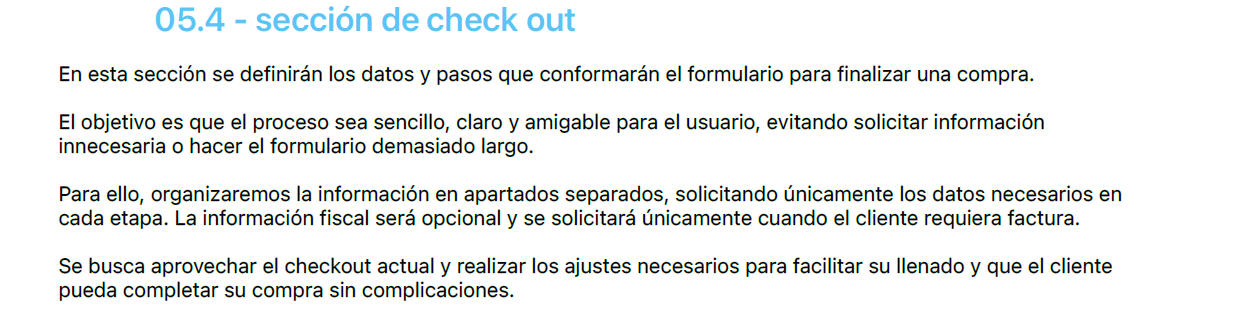 05.4 - sección de check out
En esta sección se definirán los datos y pasos que conformarán el formulario para finalizar una compra.
El objetivo es que el proceso sea sencillo, claro y amigable para el usuario, evitando solicitar información
innecesaria o hacer el formulario demasiado largo.
Para ello, organizaremos la información en apartados separados, solicitando únicamente los datos necesarios en
cada etapa. La información fiscal será opcional y se solicitará únicamente cuando el cliente requiera factura.
Se busca aprovechar el checkout actual y realizar los ajustes necesarios para facilitar su llenado y que el cliente
pueda completar su compra sin complicaciones.